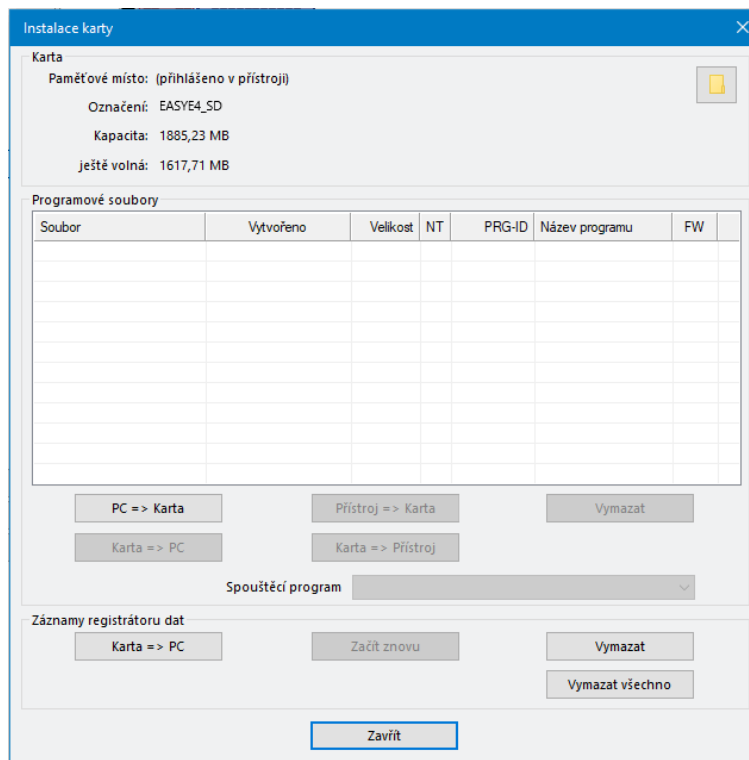 Instalace karty
Karta
Paměťové místo: (přihlášeno v přístroji)
Označení: EASYE4_SD
Kapacita: 1885,23 MB
ještě volná: 1617,71 MB
Programové soubory
Soubor Vytvořeno Velikost NT PRG-ID Název programu FW
PC => Karta Přístroj => Karta Vymazat
Karta => PC Karta => Přístroj
Spouštěcí program
Záznamy registrátoru dat
Karta => PC Začít znovu Vymazat
Vymazat všechno
Zavřít